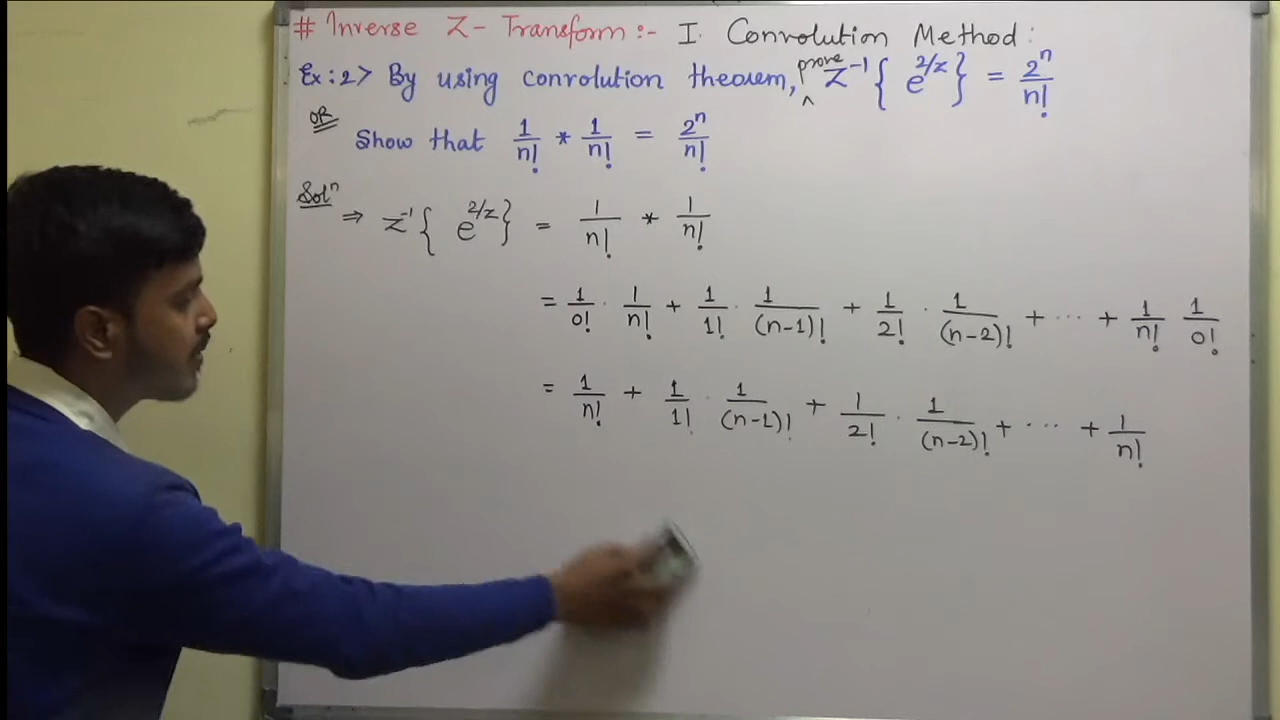 # Inverse Z-Transform:- I. Convolution Method:
Ex:2> By using convolution theorem, prove Z⁻¹{ e^(2/z) } = 2ⁿ/n!
OR
Show that 1/n! * 1/n! = 2ⁿ/n!
Solⁿ
⇒ Z⁻¹{ e^(2/z) } = 1/n! * 1/n!
= 1/0! · 1/n! + 1/1! · 1/(n-1)! + 1/2! · 1/(n-2)! + ... + 1/n! 1/0!
= 1/n! + 1/1! · 1/(n-1)! + 1/2! · 1/(n-2)! + ... + 1/n!